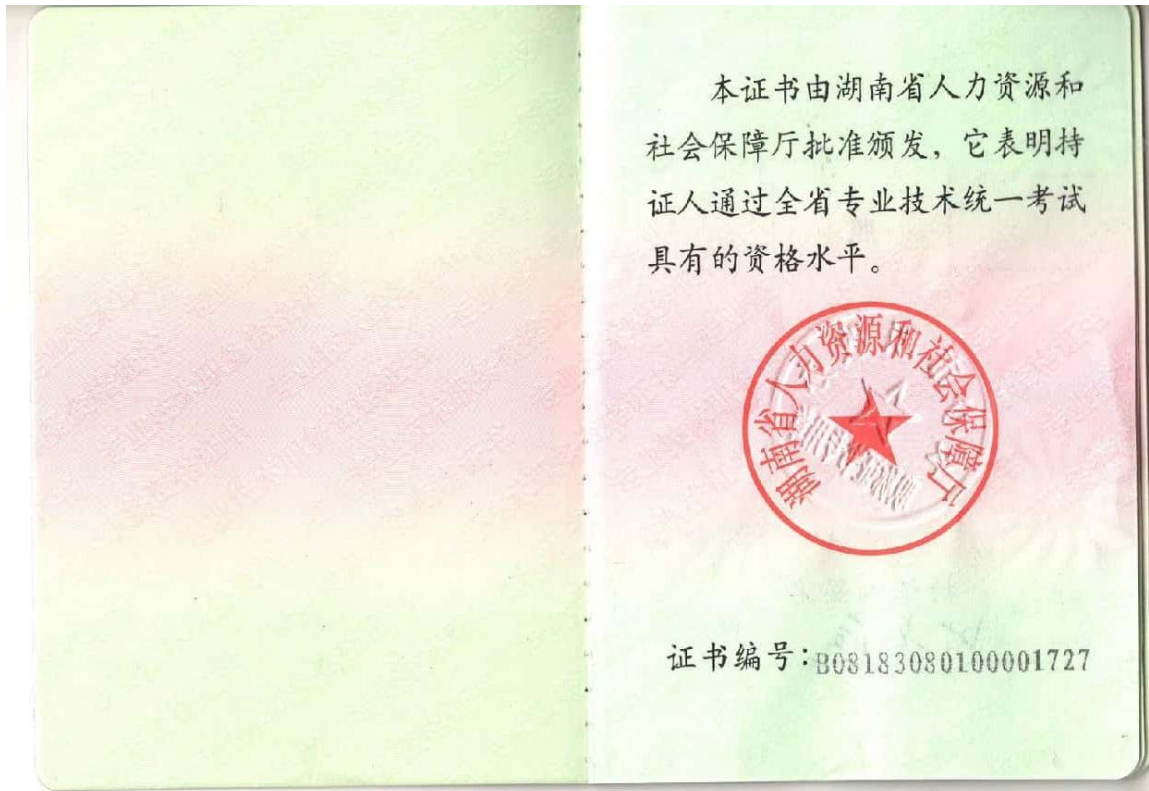 本证书由湖南省人力资源和
社会保障厅批准颁发，它表明持
证人通过全省专业技术统一考试
具有的资格水平。
湖南省人力资源和社会保障厅
证书编号：B08183080100001727